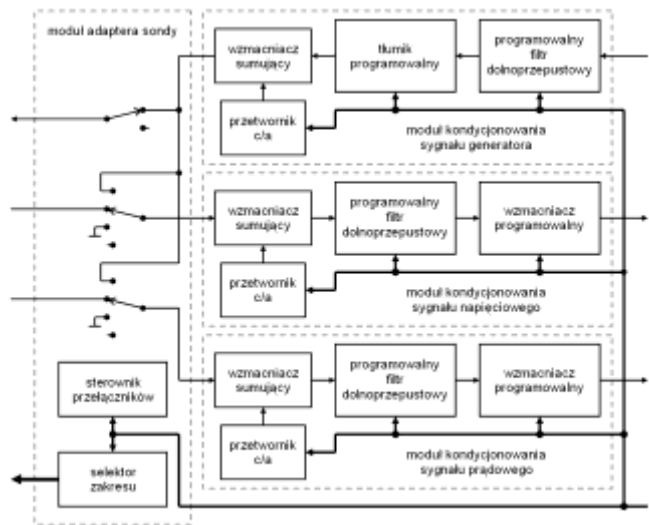 moduł adaptera sondy
wzmacniacz
sumujący
tłumik
programowalny
programowalny
filtr
dolnoprzepustowy
przetwornik
c/a
moduł kondycjonowania
sygnału generatora
wzmacniacz
sumujący
programowalny
filtr
dolnoprzepustowy
wzmacniacz
programowalny
przetwornik
c/a
moduł kondycjonowania
sygnału napięciowego
wzmacniacz
sumujący
programowalny
filtr
dolnoprzepustowy
wzmacniacz
programowalny
przetwornik
c/a
moduł kondycjonowania
sygnału prądowego
sterownik
przełączników
selektor
zakresu